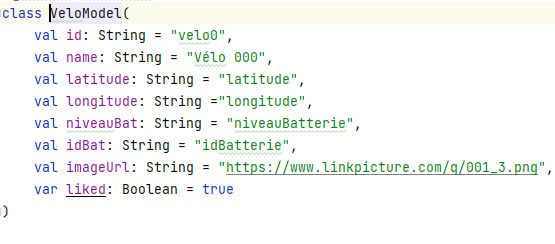 class VeloModel(
    val id: String = "velo0",
    val name: String = "Vélo 000",
    val latitude: String = "latitude",
    val longitude: String ="longitude",
    val niveauBat: String = "niveauBatterie",
    val idBat: String = "idBatterie",
    val imageUrl: String = "https://www.linkpicture.com/q/001_3.png",
    var liked: Boolean = true
)